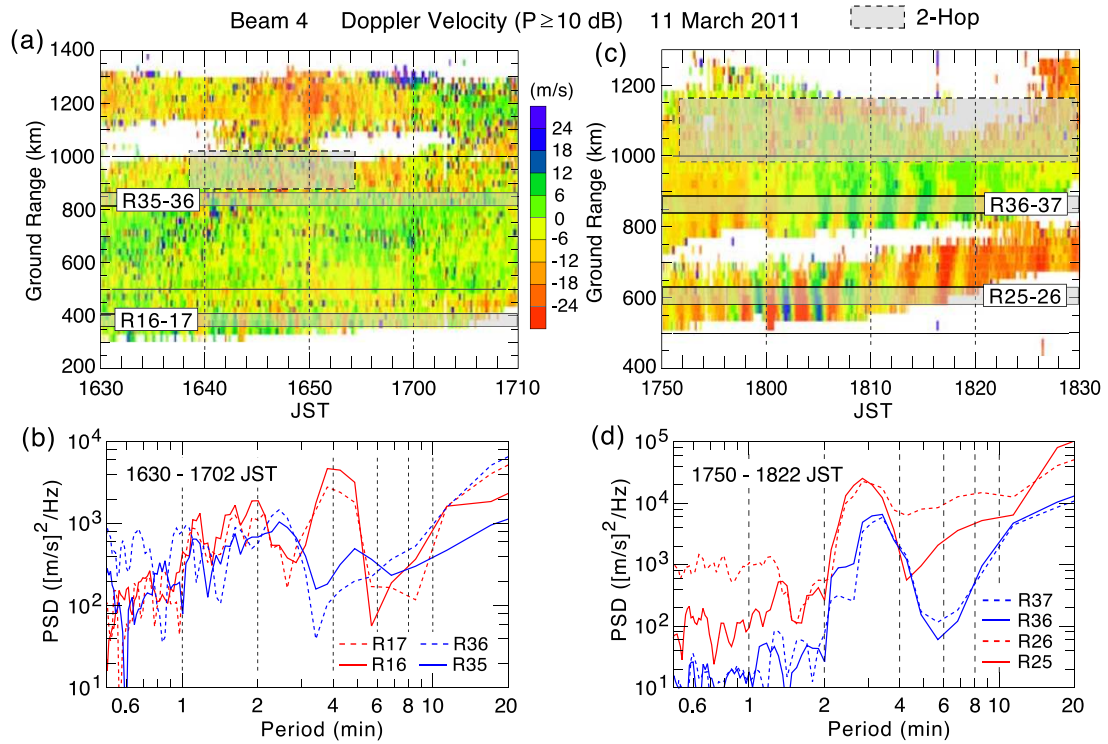 Beam 4 Doppler Velocity (P ≥ 10 dB) 11 March 2011 2-Hop
(a)
1400
1200
1000
800
600
400
200
Ground Range (km)
R35-36
R16-17
1630 1640 1650 1700 1710
JST
(m/s)
24
18
12
6
0
-6
-12
-18
-24
(c)
1200
1000
800
600
400
Ground Range (km)
R36-37
R25-26
1750 1800 1810 1820 1830
JST
(b)
10^4
10^3
10^2
10^1
PSD ([m/s]^2/Hz)
1630 - 1702 JST
R17 R36
R16 R35
0.6 1 2 4 6 8 10 20
Period (min)
(d)
10^5
10^4
10^3
10^2
10^1
PSD ([m/s]^2/Hz)
1750 - 1822 JST
R37
R36
R26
R25
0.6 1 2 4 6 8 10 20
Period (min)